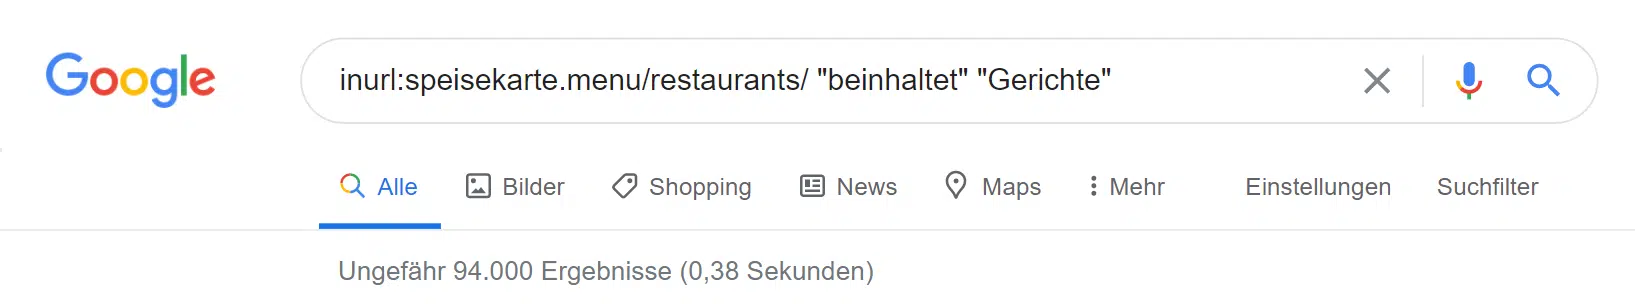 Google
inurl:speisekarte.menu/restaurants/ "beinhaltet" "Gerichte"
Alle Bilder Shopping News Maps Mehr Einstellungen Suchfilter
Ungefähr 94.000 Ergebnisse (0,38 Sekunden)